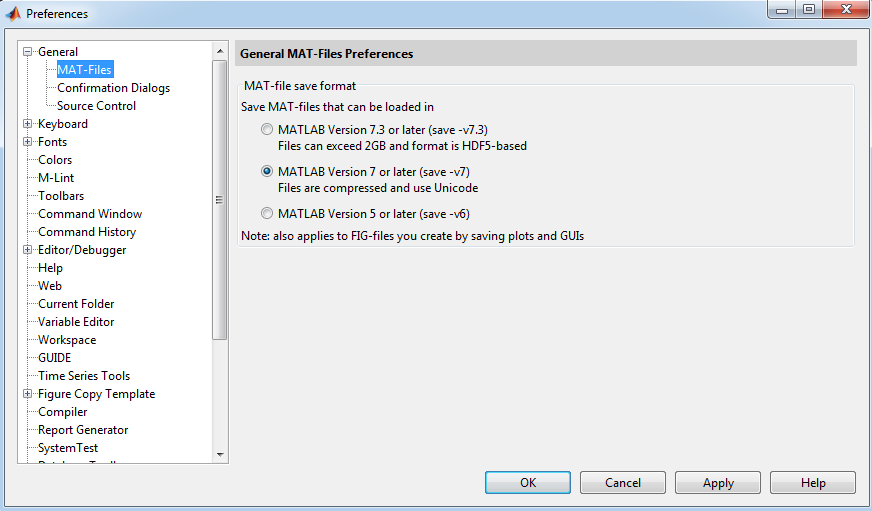 Preferences
General
MAT-Files
Confirmation Dialogs
Source Control
Keyboard
Fonts
Colors
M-Lint
Toolbars
Command Window
Command History
Editor/Debugger
Help
Web
Current Folder
Variable Editor
Workspace
GUIDE
Time Series Tools
Figure Copy Template
Compiler
Report Generator
SystemTest
General MAT-Files Preferences
MAT-file save format
Save MAT-files that can be loaded in
MATLAB Version 7.3 or later (save -v7.3)
Files can exceed 2GB and format is HDF5-based
MATLAB Version 7 or later (save -v7)
Files are compressed and use Unicode
MATLAB Version 5 or later (save -v6)
Note: also applies to FIG-files you create by saving plots and GUIs
OK
Cancel
Apply
Help